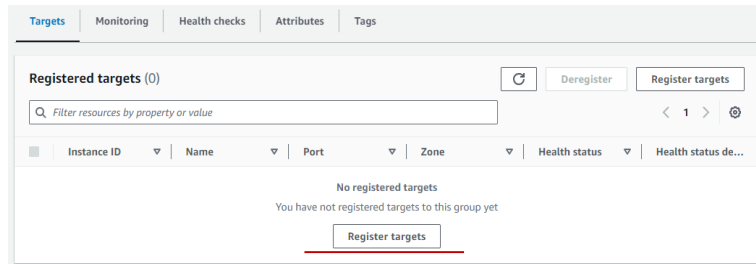 Targets Monitoring Health checks Attributes Tags
Registered targets (0) Deregister Register targets
Filter resources by property or value 1
Instance ID Name Port Zone Health status Health status de...
No registered targets
You have not registered targets to this group yet
Register targets